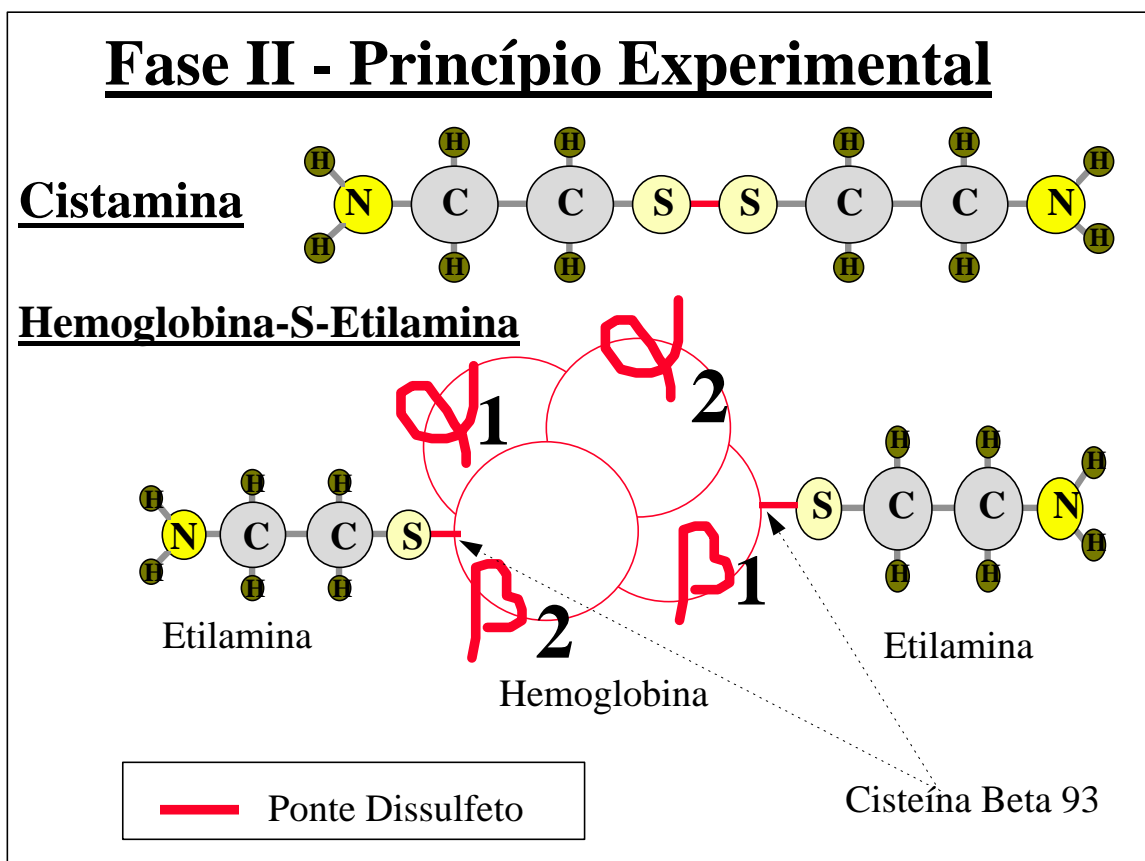 Fase II - Princípio Experimental
H H H H H H
Cistamina N C C S S C C N
H H H H H H
Hemoglobina-S-Etilamina
α2
α1
H H H H H H
N C C S S C C N
H H H H H H
β2 β1
Etilamina Etilamina
Hemoglobina
Ponte Dissulfeto
Cisteína Beta 93